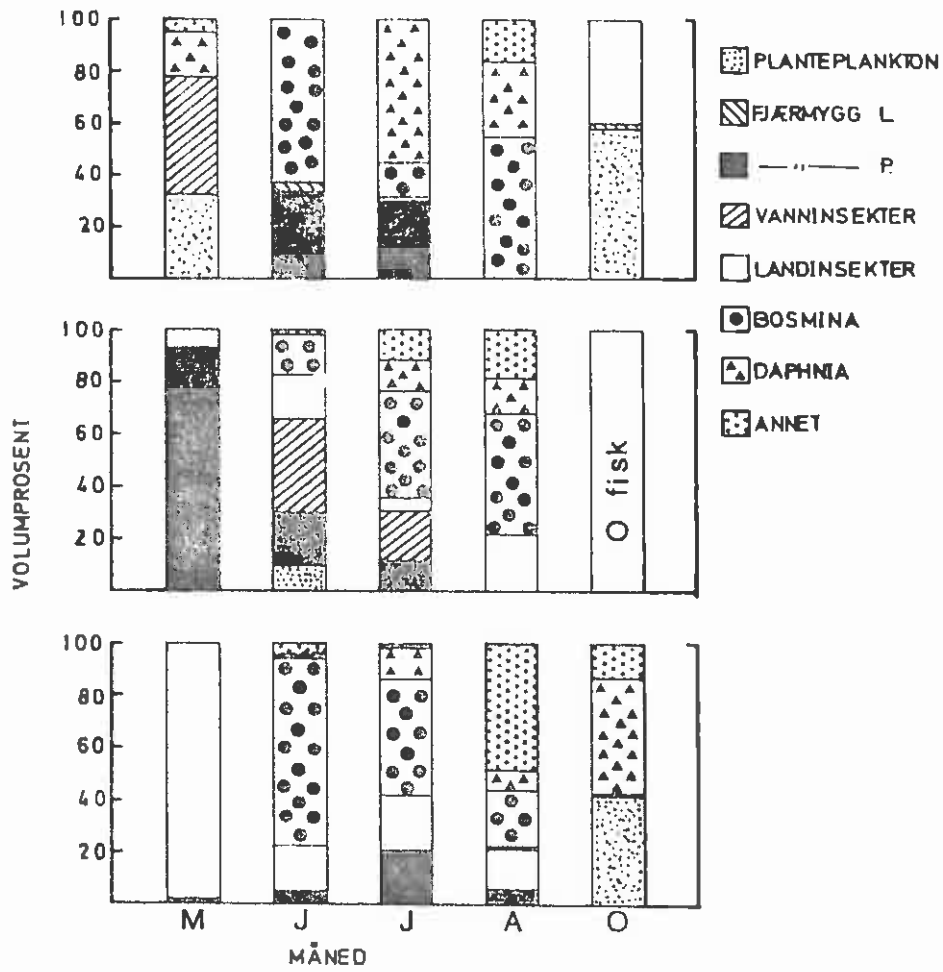 100
80
60
40
20
100
80
60
40
20
100
80
60
40
20
VOLUMPROSENT
O fisk
M J J A O
MÅNED
PLANTEPLANKTON
FJÆRMYGG L.
—"— P.
VANNINSEKTER
LANDINSEKTER
BOSMINA
DAPHNIA
ANNET